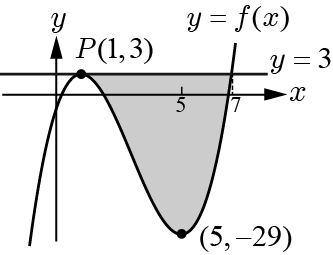 y
y = f(x)
P(1, 3)
y = 3
x
5
7
(5, −29)